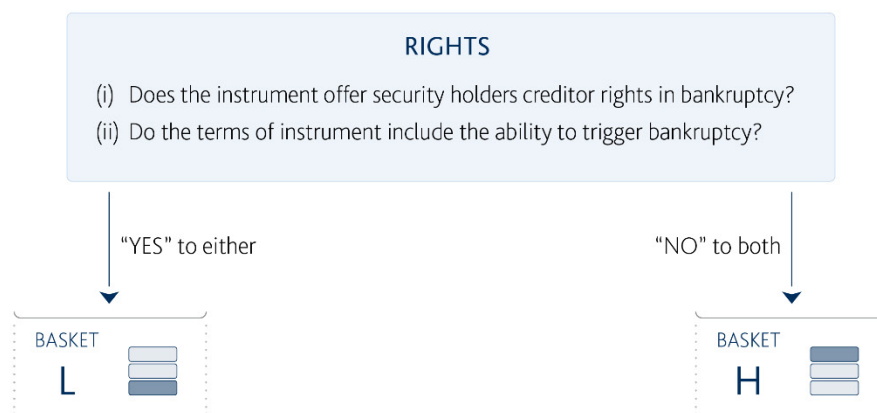 RIGHTS
(i) Does the instrument offer security holders creditor rights in bankruptcy?
(ii) Do the terms of instrument include the ability to trigger bankruptcy?
“YES” to either
“NO” to both
BASKET
L
BASKET
H